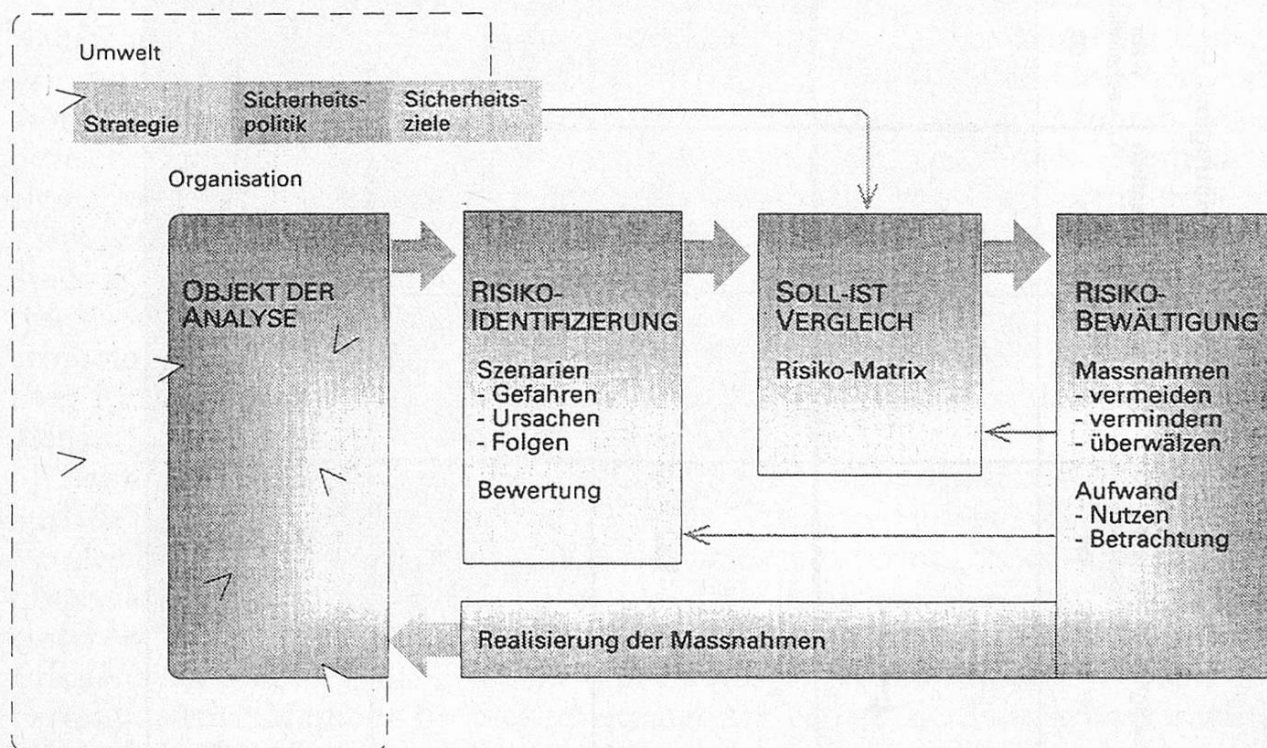 Umwelt
Strategie
Sicherheits-
politik
Sicherheits-
ziele
Organisation
OBJEKT DER
ANALYSE
RISIKO-
IDENTIFIZIERUNG
Szenarien
- Gefahren
- Ursachen
- Folgen
Bewertung
SOLL-IST
VERGLEICH
Risiko-Matrix
RISIKO-
BEWÄLTIGUNG
Massnahmen
- vermeiden
- vermindern
- überwälzen
Aufwand
- Nutzen
- Betrachtung
Realisierung der Massnahmen